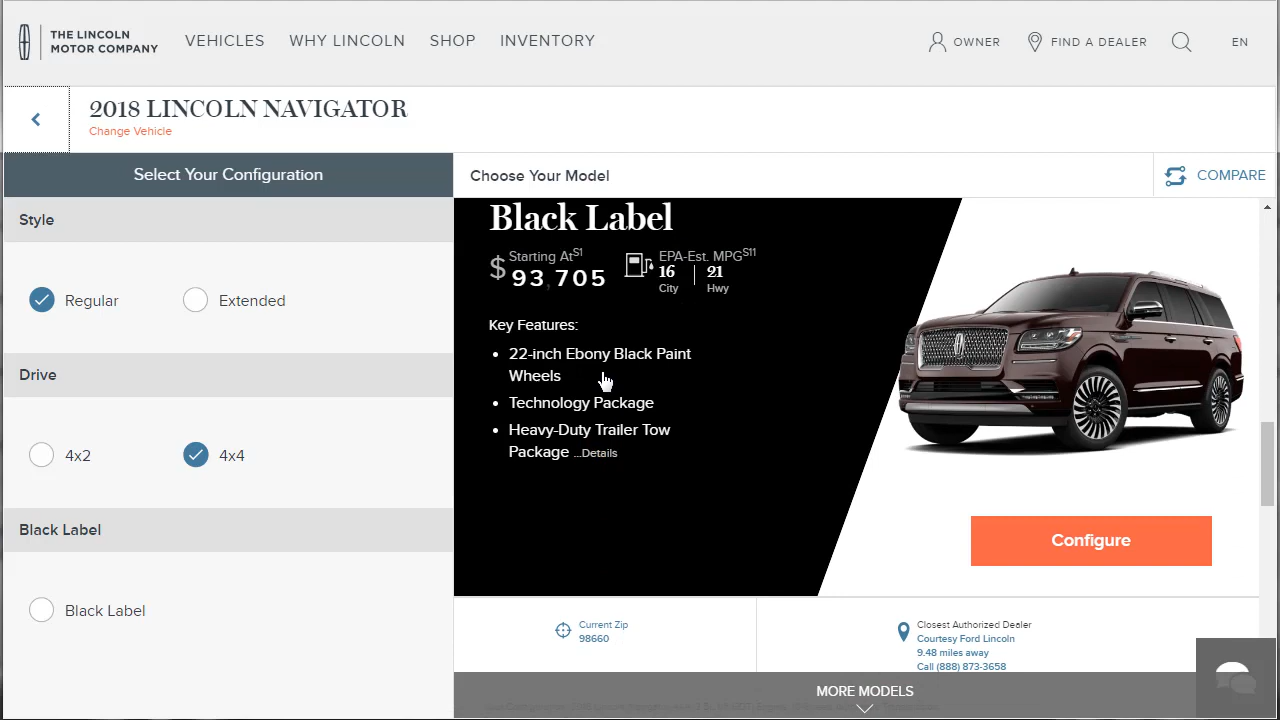 THE LINCOLN
MOTOR COMPANY
VEHICLES
WHY LINCOLN
SHOP
INVENTORY
OWNER
FIND A DEALER
EN
2018 LINCOLN NAVIGATOR
Change Vehicle
Select Your Configuration
Choose Your Model
COMPARE
Style
Regular
Extended
Drive
4x2
4x4
Black Label
Black Label
Black Label
Starting At S1
$ 93,705
EPA-Est. MPG S11
16 21
City Hwy
Key Features:
• 22-inch Ebony Black Paint
Wheels
• Technology Package
• Heavy-Duty Trailer Tow
Package ...Details
Configure
Current Zip
98660
Closest Authorized Dealer
Courtesy Ford Lincoln
9.48 miles away
Call (888) 873-3658
MORE MODELS